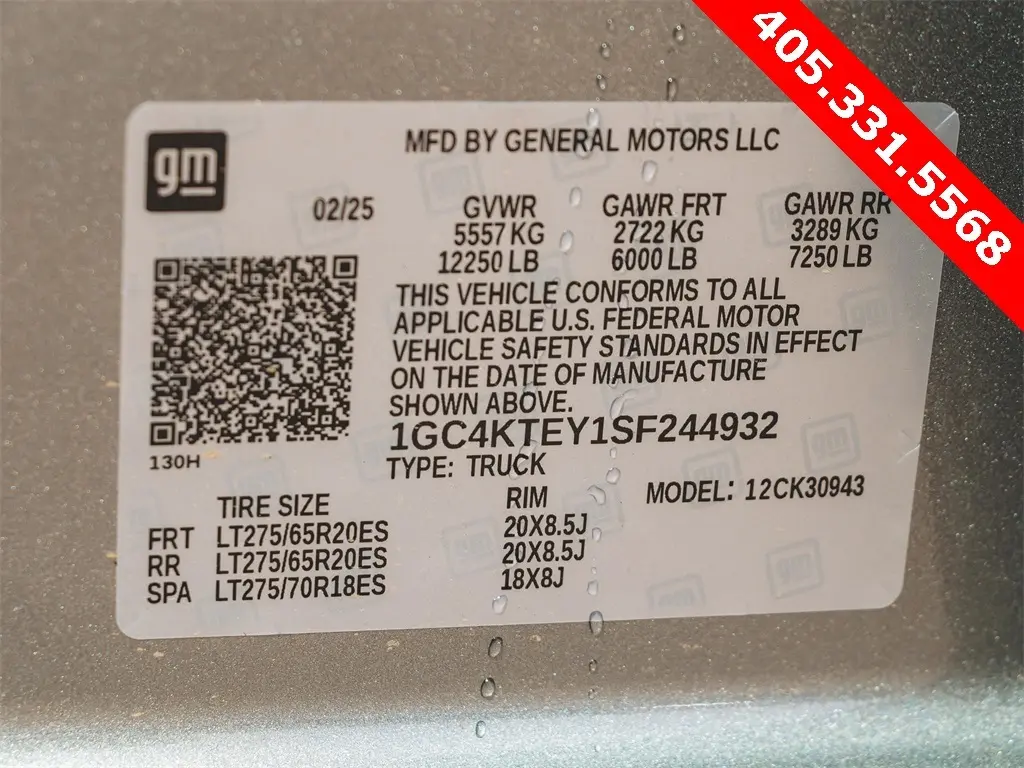 405.331.5568
gm
MFD BY GENERAL MOTORS LLC
02/25 GVWR GAWR FRT GAWR RR
5557 KG 2722 KG 3289 KG
12250 LB 6000 LB 7250 LB
THIS VEHICLE CONFORMS TO ALL
APPLICABLE U.S. FEDERAL MOTOR
VEHICLE SAFETY STANDARDS IN EFFECT
ON THE DATE OF MANUFACTURE
SHOWN ABOVE.
1GC4KTEY1SF244932
130H
TYPE: TRUCK
TIRE SIZE RIM MODEL: 12CK30943
FRT LT275/65R20ES 20X8.5J
RR LT275/65R20ES 20X8.5J
SPA LT275/70R18ES 18X8J